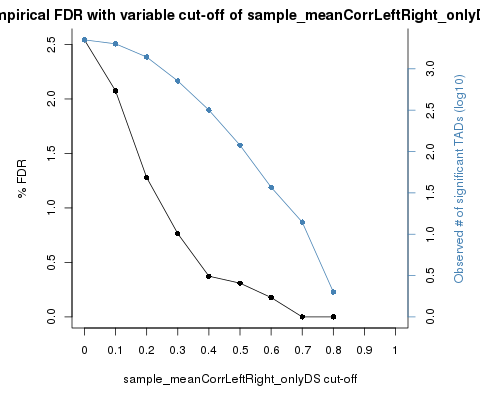 mpirical FDR with variable cut-off of sample_meanCorrLeftRight_onlyD
2.5
2.0
1.5
1.0
0.5
0.0
% FDR
3.0
2.5
2.0
1.5
1.0
0.5
0.0
Observed # of significant TADs (log10)
0 0.1 0.2 0.3 0.4 0.5 0.6 0.7 0.8 0.9 1
sample_meanCorrLeftRight_onlyDS cut-off